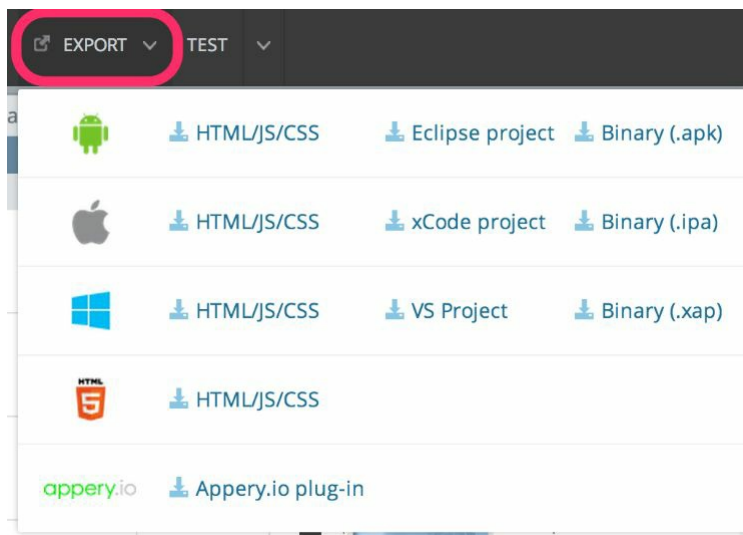 EXPORT TEST
a
HTML/JS/CSS Eclipse project Binary (.apk)
HTML/JS/CSS xCode project Binary (.ipa)
HTML/JS/CSS VS Project Binary (.xap)
HTML
5 HTML/JS/CSS
appery.io Appery.io plug-in